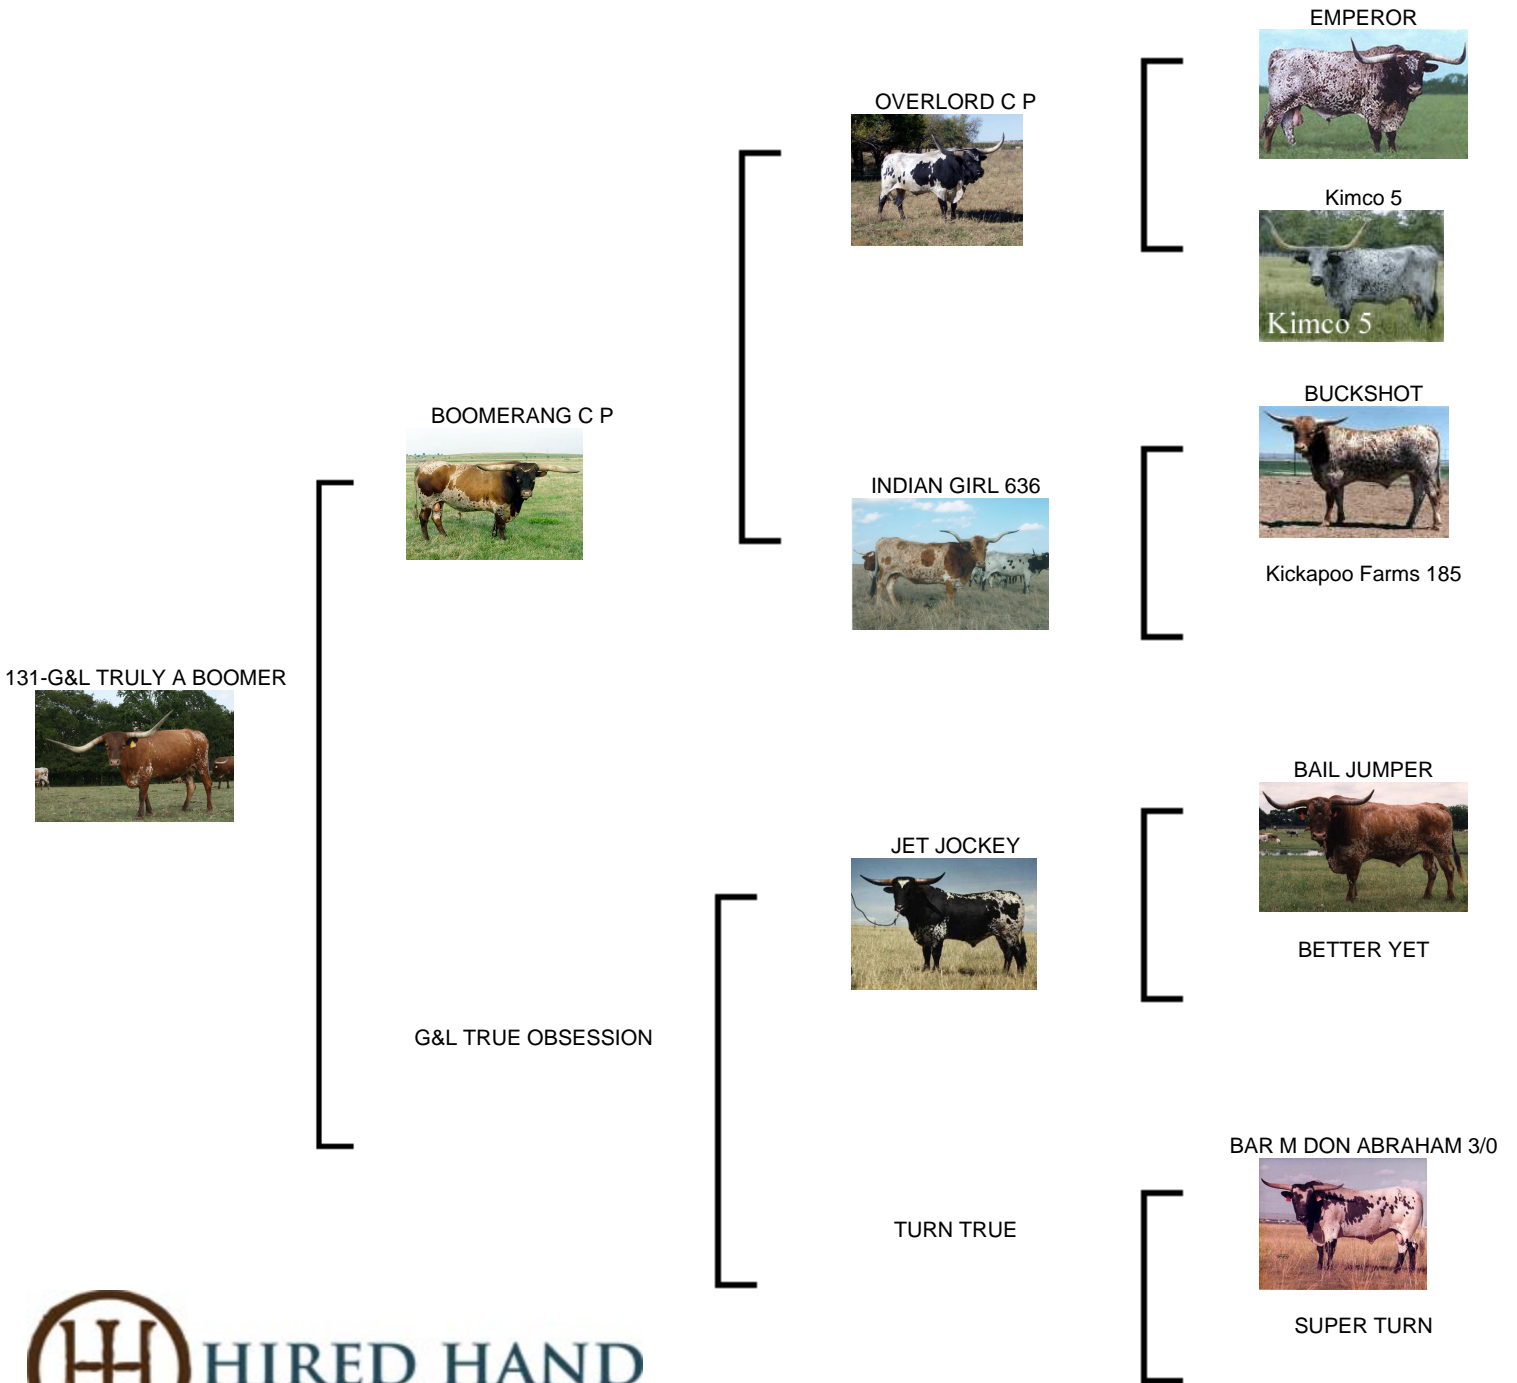 EMPEROR
OVERLORD C P
Kimco 5
Kimco 5
BUCKSHOT
BOOMERANG C P
INDIAN GIRL 636
Kickapoo Farms 185
131-G&L TRULY A BOOMER
BAIL JUMPER
JET JOCKEY
BETTER YET
G&L TRUE OBSESSION
BAR M DON ABRAHAM 3/0
TURN TRUE
SUPER TURN
HIRED HAND